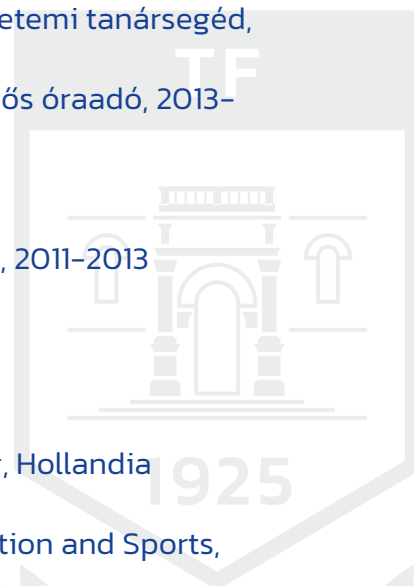 etemi tanársegéd,
TF
ős óraadó, 2013-
, 2011-2013
, Hollandia
1925
tion and Sports,